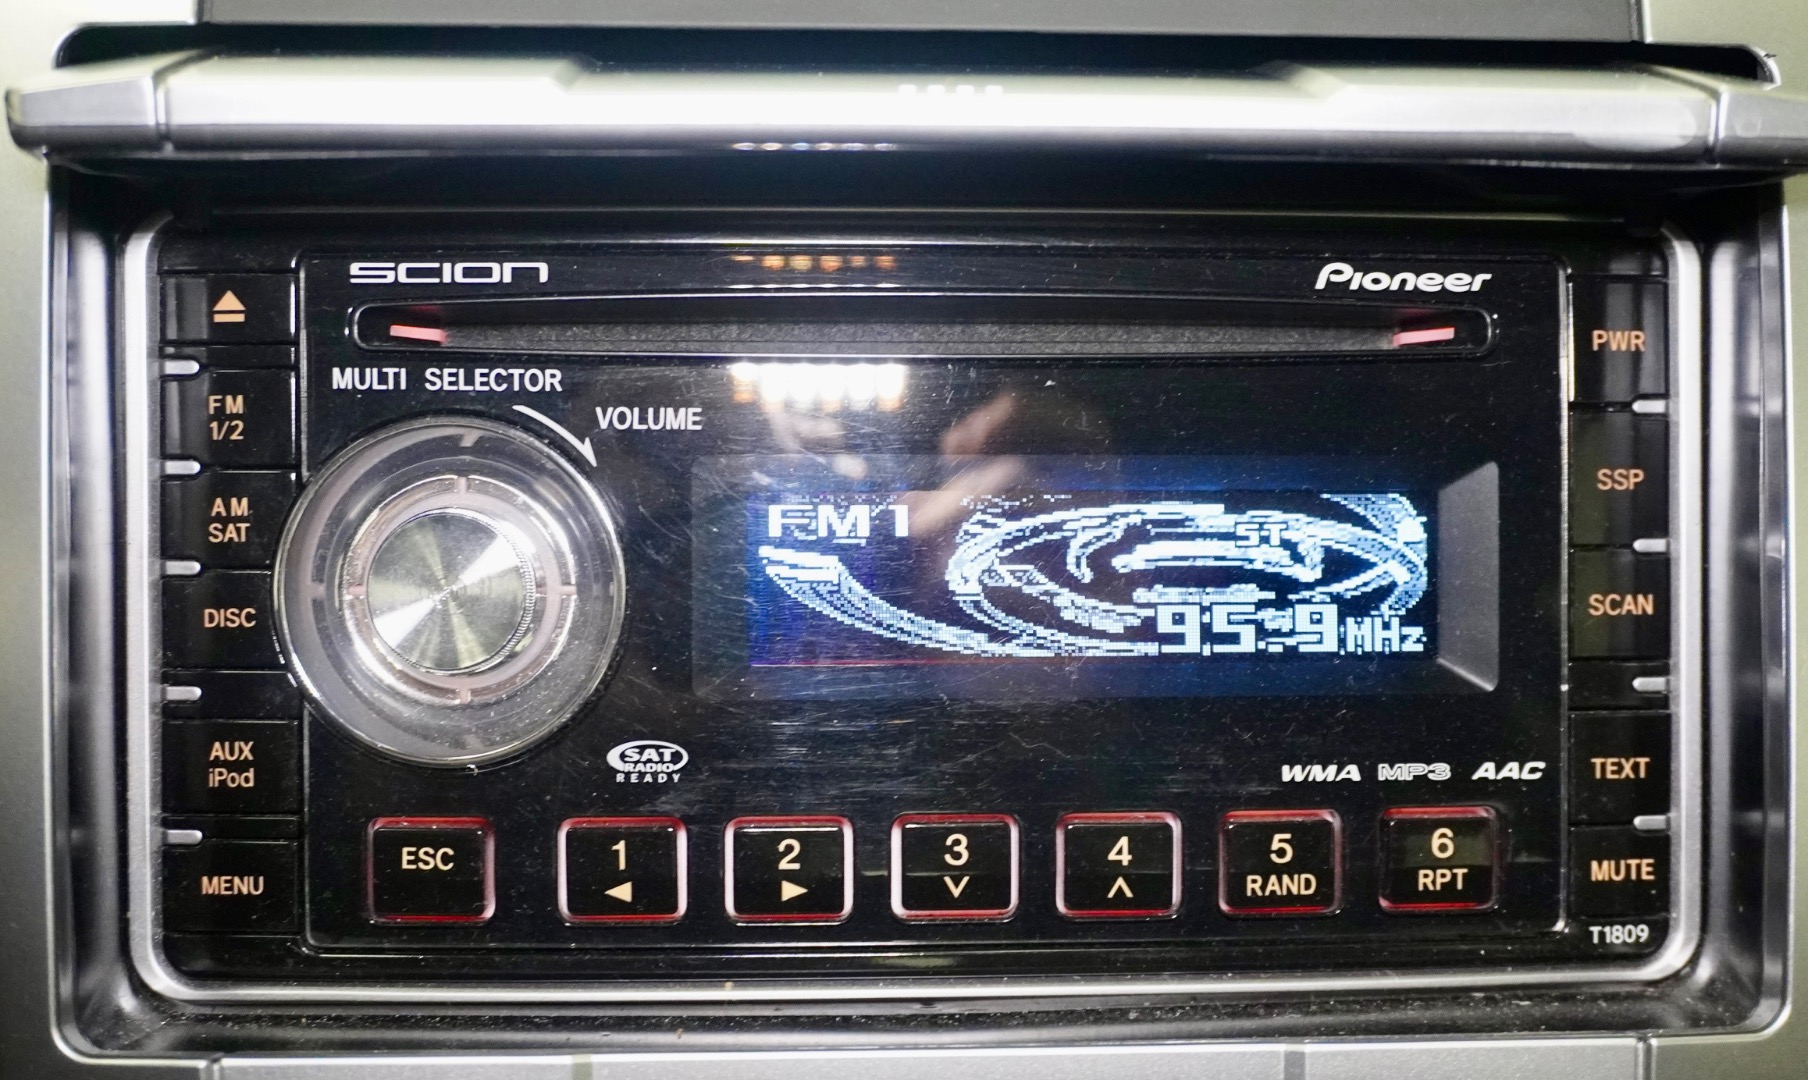 SCION
Pioneer
MULTI SELECTOR
VOLUME
FM
1/2
AM
SAT
DISC
AUX
iPod
MENU
FM1
ST
95.9MHz
PWR
SSP
SCAN
TEXT
MUTE
SAT
RADIO
READY
WMA MP3 AAC
ESC
1
2
3
4
5
RAND
6
RPT
T1809